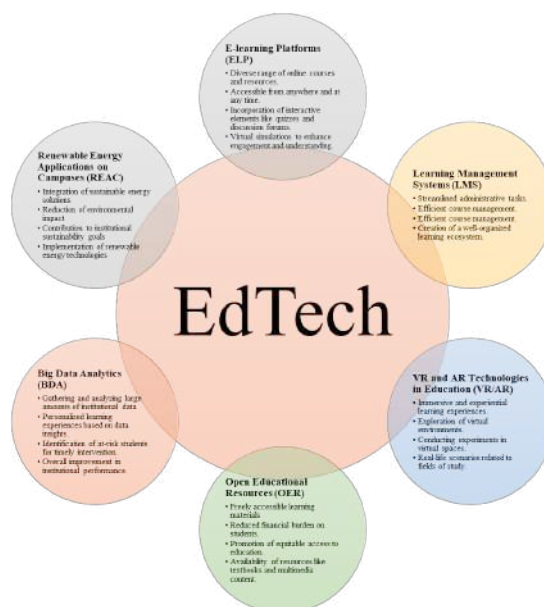 E-learning Platforms
(ELP)
• Diverse range of online courses
and resources.
• Accessible from anywhere and at
any time.
• Incorporation of interactive
elements like quizzes and
discussion forums.
• Virtual simulations to enhance
engagement and understanding.
Learning Management
Systems (LMS)
• Streamlined administrative tasks.
• Efficient course management.
• Efficient course management.
• Creation of a well-organized
learning ecosystem.
VR and AR Technologies
in Education (VR/AR)
• Immersive and experiential
learning experiences.
• Exploration of virtual
environments.
• Conducting experiments in
virtual spaces.
• Real-life scenarios related to
fields of study.
Open Educational
Resources (OER)
• Freely accessible learning
materials
• Reduced financial burden on
students.
• Promotion of equitable access to
education.
• Availability of resources like
textbooks and multimedia
content.
Big Data Analytics
(BDA)
• Gathering and analyzing large
amounts of institutional data.
• Personalized learning
experiences based on data
insights.
• Identification of at-risk students
for timely intervention.
• Overall improvement in
institutional performance.
Renewable Energy
Applications on
Campuses (REAC)
• Integration of sustainable energy
solutions
• Reduction of environmental
impact.
• Contribution to institutional
sustainability goals
• Implementation of renewable
energy technologies
EdTech